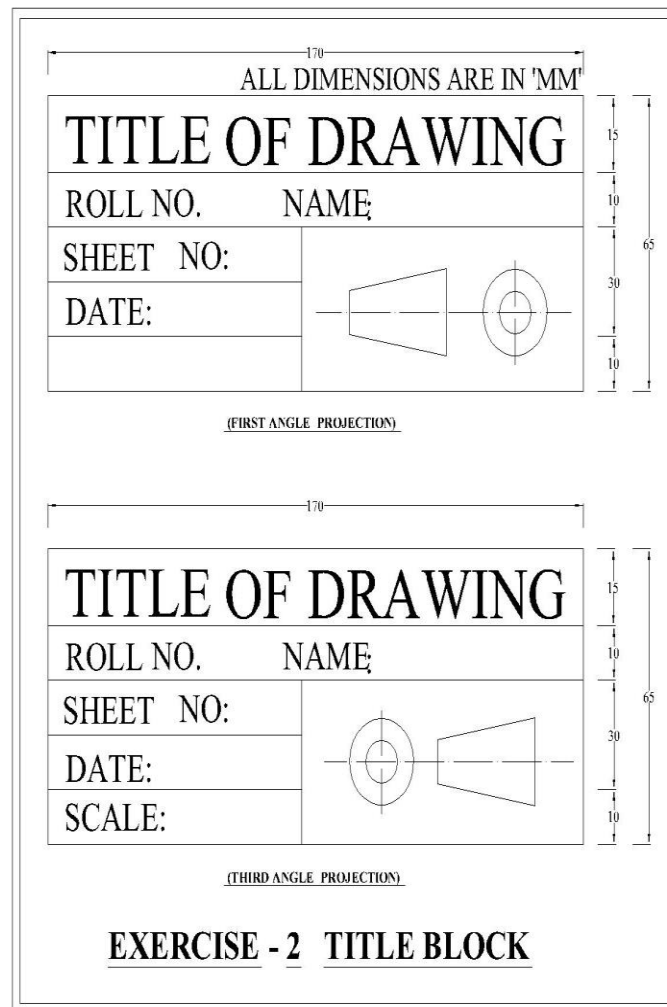 170
ALL DIMENSIONS ARE IN 'MM'
TITLE OF DRAWING
15
ROLL NO. NAME:
10
65
SHEET NO:
30
DATE:
10
(FIRST ANGLE PROJECTION)
170
TITLE OF DRAWING
15
ROLL NO. NAME:
10
65
SHEET NO:
30
DATE:
SCALE:
10
(THIRD ANGLE PROJECTION)
EXERCISE - 2 TITLE BLOCK